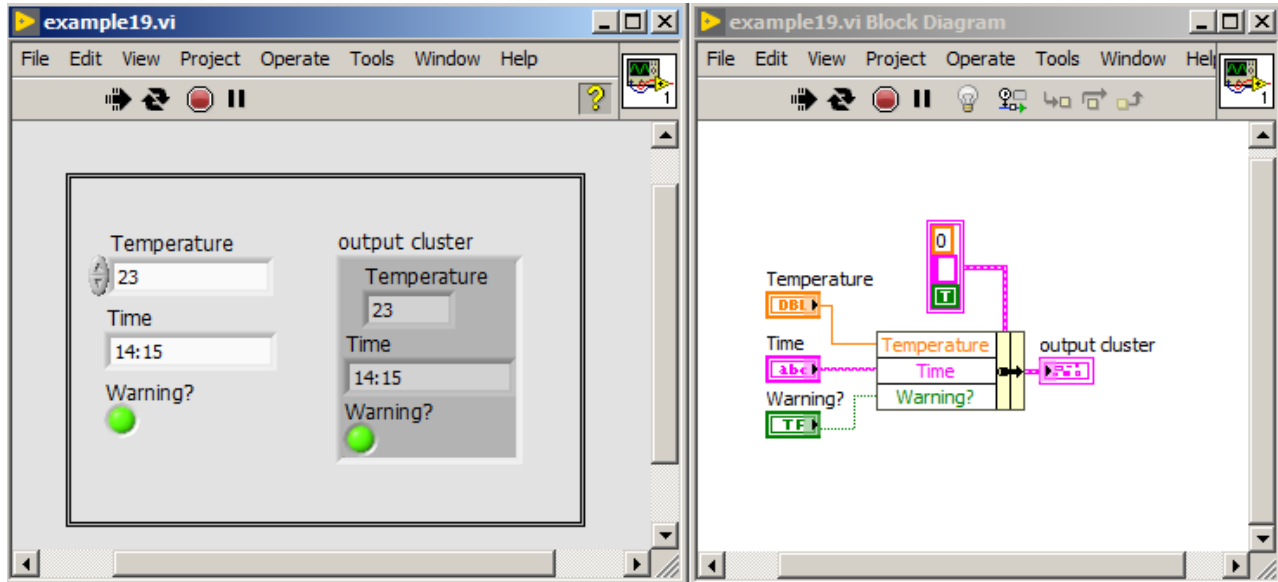 example19.vi
File Edit View Project Operate Tools Window Help
1
Temperature
23
Time
14:15
Warning?
output cluster
Temperature
23
Time
14:15
Warning?
example19.vi Block Diagram
File Edit View Project Operate Tools Window Hel
1
0
T
Temperature
DBL
Time
abc
Warning?
TF
Temperature
Time
Warning?
output cluster